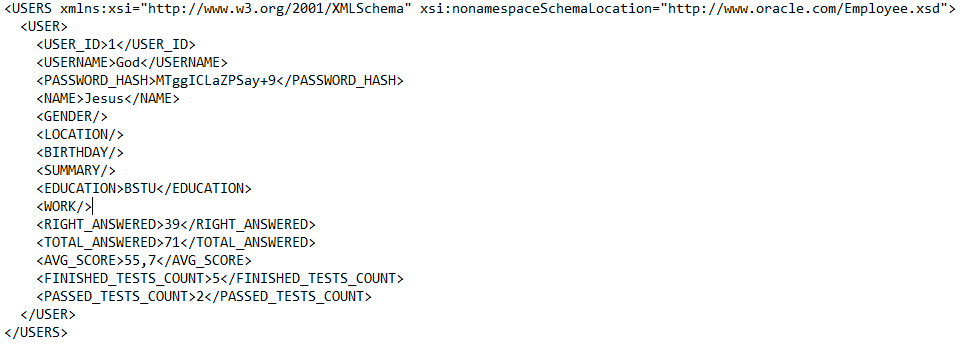 <USERS xmlns:xsi="http://www.w3.org/2001/XMLSchema" xsi:nonamespaceSchemaLocation="http://www.oracle.com/Employee.xsd">
<USER>
<USER_ID>1</USER_ID>
<USERNAME>God</USERNAME>
<PASSWORD_HASH>MTggICLaZPSay+9</PASSWORD_HASH>
<NAME>Jesus</NAME>
<GENDER/>
<LOCATION/>
<BIRTHDAY/>
<SUMMARY/>
<EDUCATION>BSTU</EDUCATION>
<WORK/>
<RIGHT_ANSWERED>39</RIGHT_ANSWERED>
<TOTAL_ANSWERED>71</TOTAL_ANSWERED>
<AVG_SCORE>55,7</AVG_SCORE>
<FINISHED_TESTS_COUNT>5</FINISHED_TESTS_COUNT>
<PASSED_TESTS_COUNT>2</PASSED_TESTS_COUNT>
</USER>
</USERS>